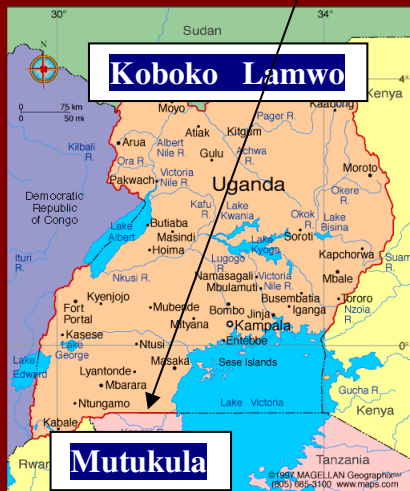 30°
34°
Sudan
N
Koboko Lamwo
4°
0 75 km
0 50 mi
Kaabong
Kenya
Moyo
Pager R.
Kilbali
R.
Atiak
Kitgum
Arua
Albert
Nile R.
Ora R.
Gulu
Achwa
R.
Moroto
Pakwach
Victoria
Nile R.
Uganda
Okere
R.
Democratic
Republic
of Congo
Kafu
R.
Lake
Kwania
Okok
R.
Lake
Bisina
Lake
Albert
Butiaba
Masindi
Soroti
Lake
Kyoga
Hoima
Lugogo
R.
Kapchorwa
Suam
R.
Ituri
R.
Nkusi R.
Namasagali
Victoria
Nile R.
Mbale
Mbulamuti
Kyenjojo
Mubende
Bombo
Busembatia
Tororo
Fort
Portal
Jinja
Iganga
Nzoia
R.
Mityana
Kampala
Kasese
Entebbe
0°
Lake
George
Ntusi
Lake
Edward
Masaka
Sese Islands
Lyantonde
Mbarara
Gucha R.
Ntungamo
Lake Victoria
Kenya
Kabale
Rwan
Mutukula
Tanzania
©1997 MAGELLAN Geographix℠
(805) 685-3100 www.maps.com